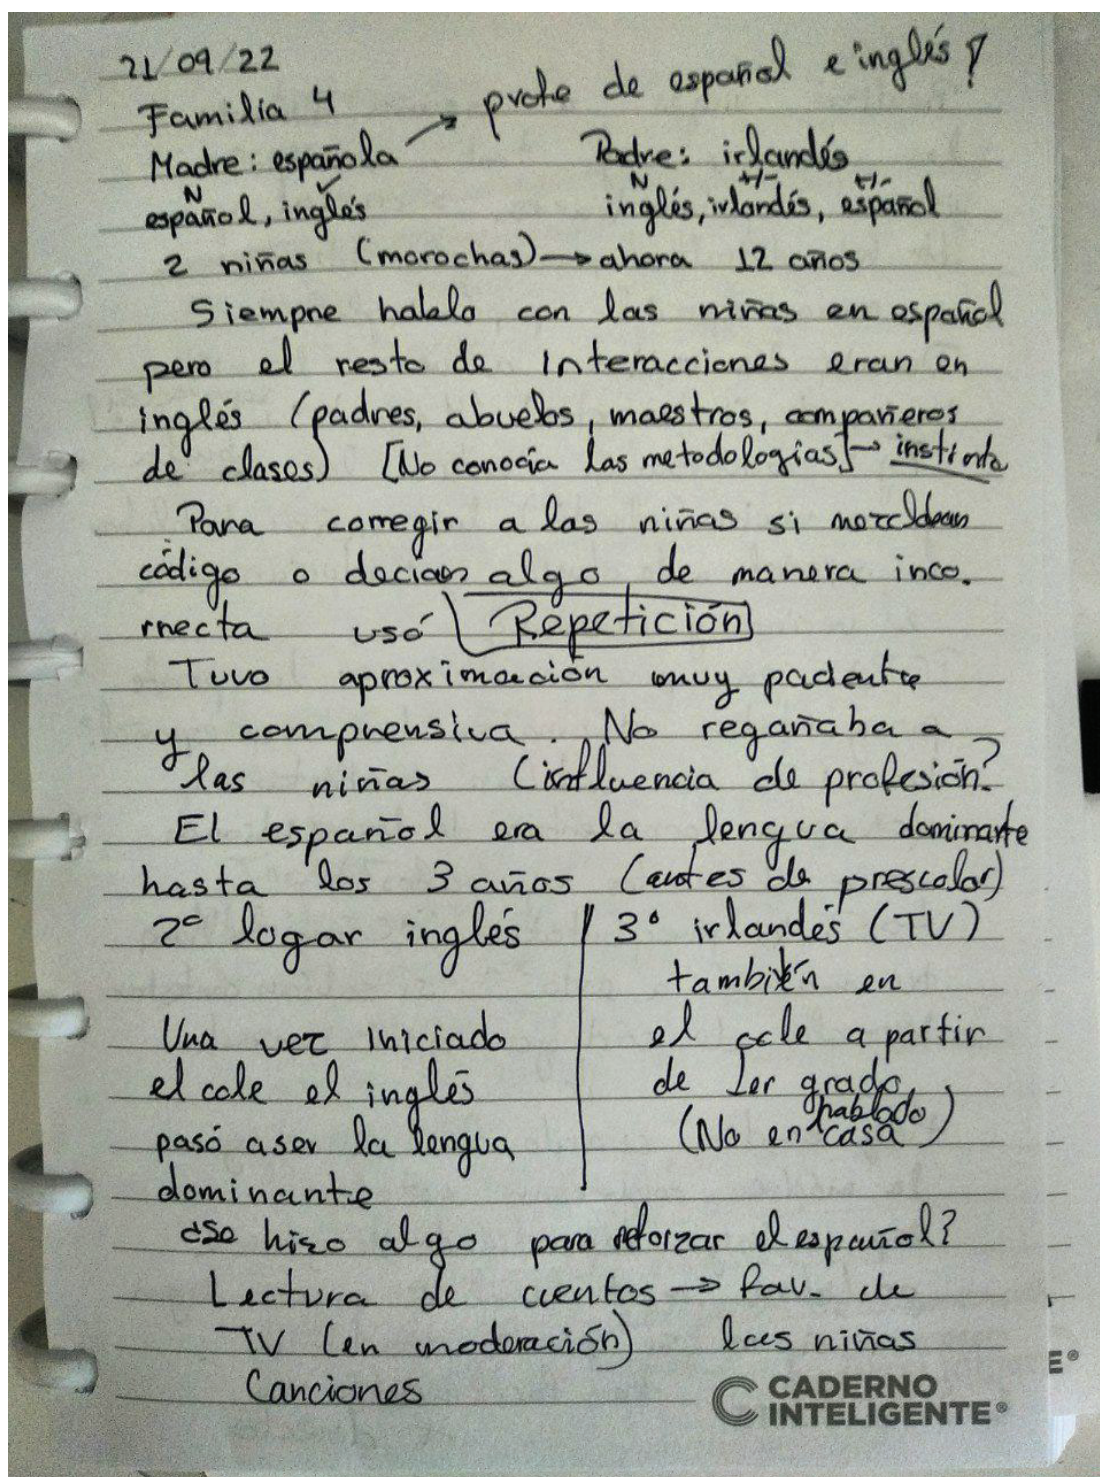 21/09/22
Familia 4 → profe de español e inglés!
Madre: española Padre: irlandés
N ✓ N +/- +/-
español, inglés inglés, irlandés, español
2 niñas (morochas) → ahora 12 años
Siempre hablo con las niñas en español
pero el resto de interacciones eran en
inglés (padres, abuelos, maestros, compañeros
de clases) [No conocía las metodologías] → instinto
Para corregir a las niñas si mezclaban
código o decían algo de manera inco-
rrecta usó Repetición
Tuvo aproximación muy paciente
y comprensiva. No regañaba a
las niñas (influencia de profesión?
El español era la lengua dominante
hasta los 3 años (antes de prescolar)
2º logar inglés
Una vez iniciado
el cole el inglés
pasó a ser la lengua
dominante
3º irlandés (TV)
también en
el cole a partir
de 1er grado
(No en hablado casa)
¿Se hizo algo para reforzar el español?
Lectura de cuentos → fav. de
TV (en moderación) las niñas
Canciones
CADERNO
INTELIGENTE®
E®